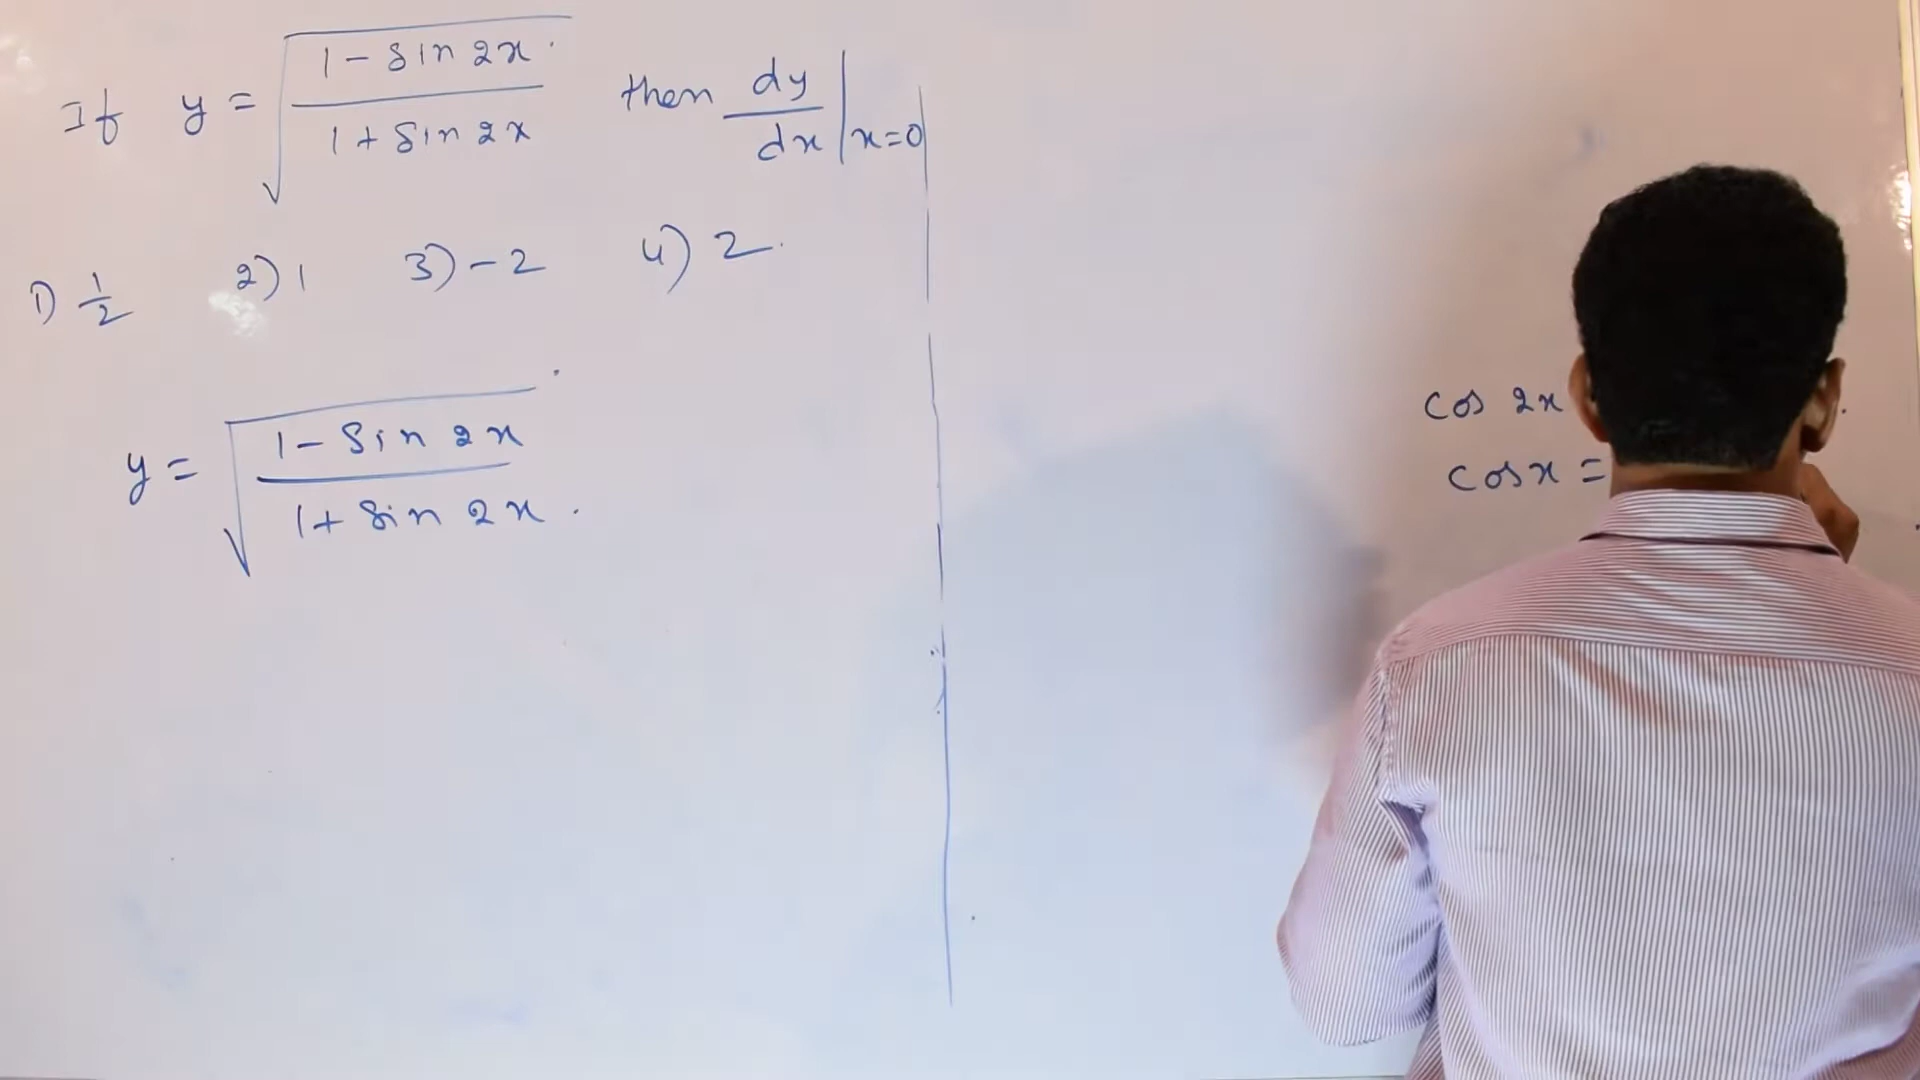 If y = √(1 - sin 2x / 1 + sin 2x) then dy/dx | x=0
1) 1/2 2) 1 3) -2 4) 2.
y = √(1 - sin 2x / 1 + sin 2x).
cos 2x
cos x =